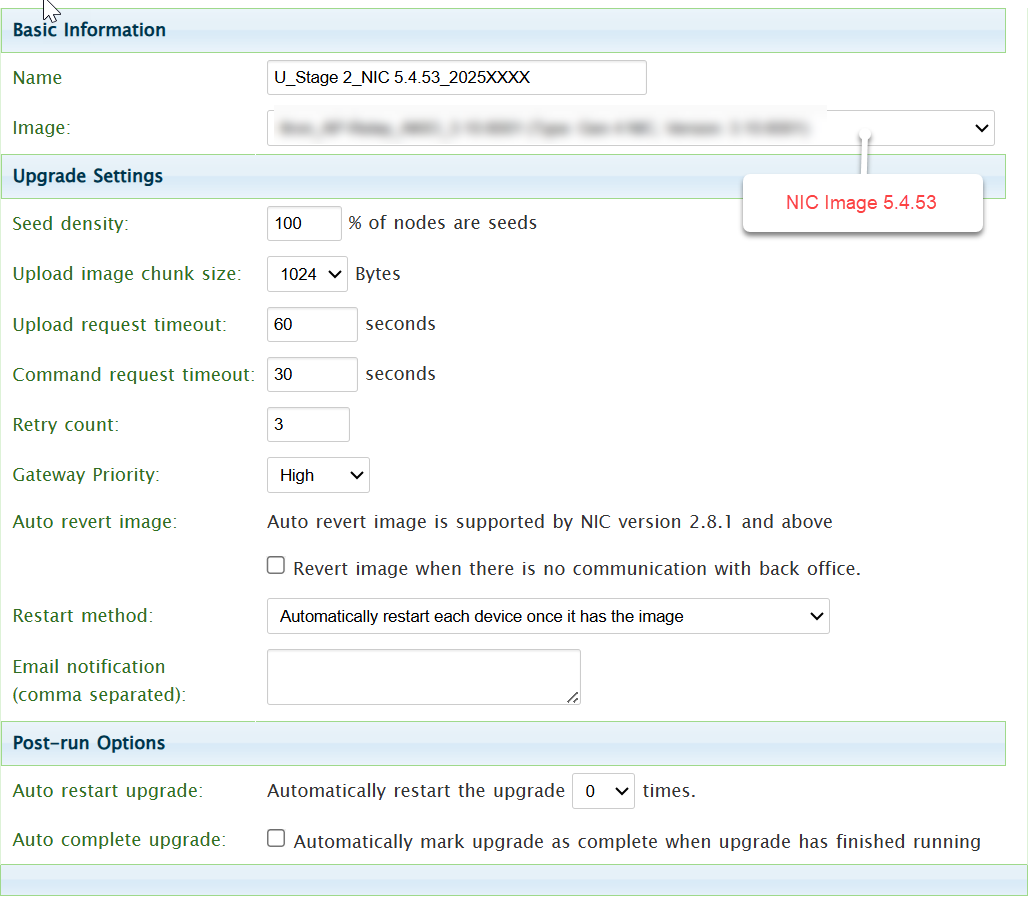 Basic Information
Name U_Stage 2_NIC 5.4.53_2025XXXX
Image:
Upgrade Settings
NIC Image 5.4.53
Seed density: 100 % of nodes are seeds
Upload image chunk size: 1024 Bytes
Upload request timeout: 60 seconds
Command request timeout: 30 seconds
Retry count: 3
Gateway Priority: High
Auto revert image: Auto revert image is supported by NIC version 2.8.1 and above
Revert image when there is no communication with back office.
Restart method: Automatically restart each device once it has the image
Email notification
(comma separated):
Post-run Options
Auto restart upgrade: Automatically restart the upgrade 0 times.
Auto complete upgrade: Automatically mark upgrade as complete when upgrade has finished running